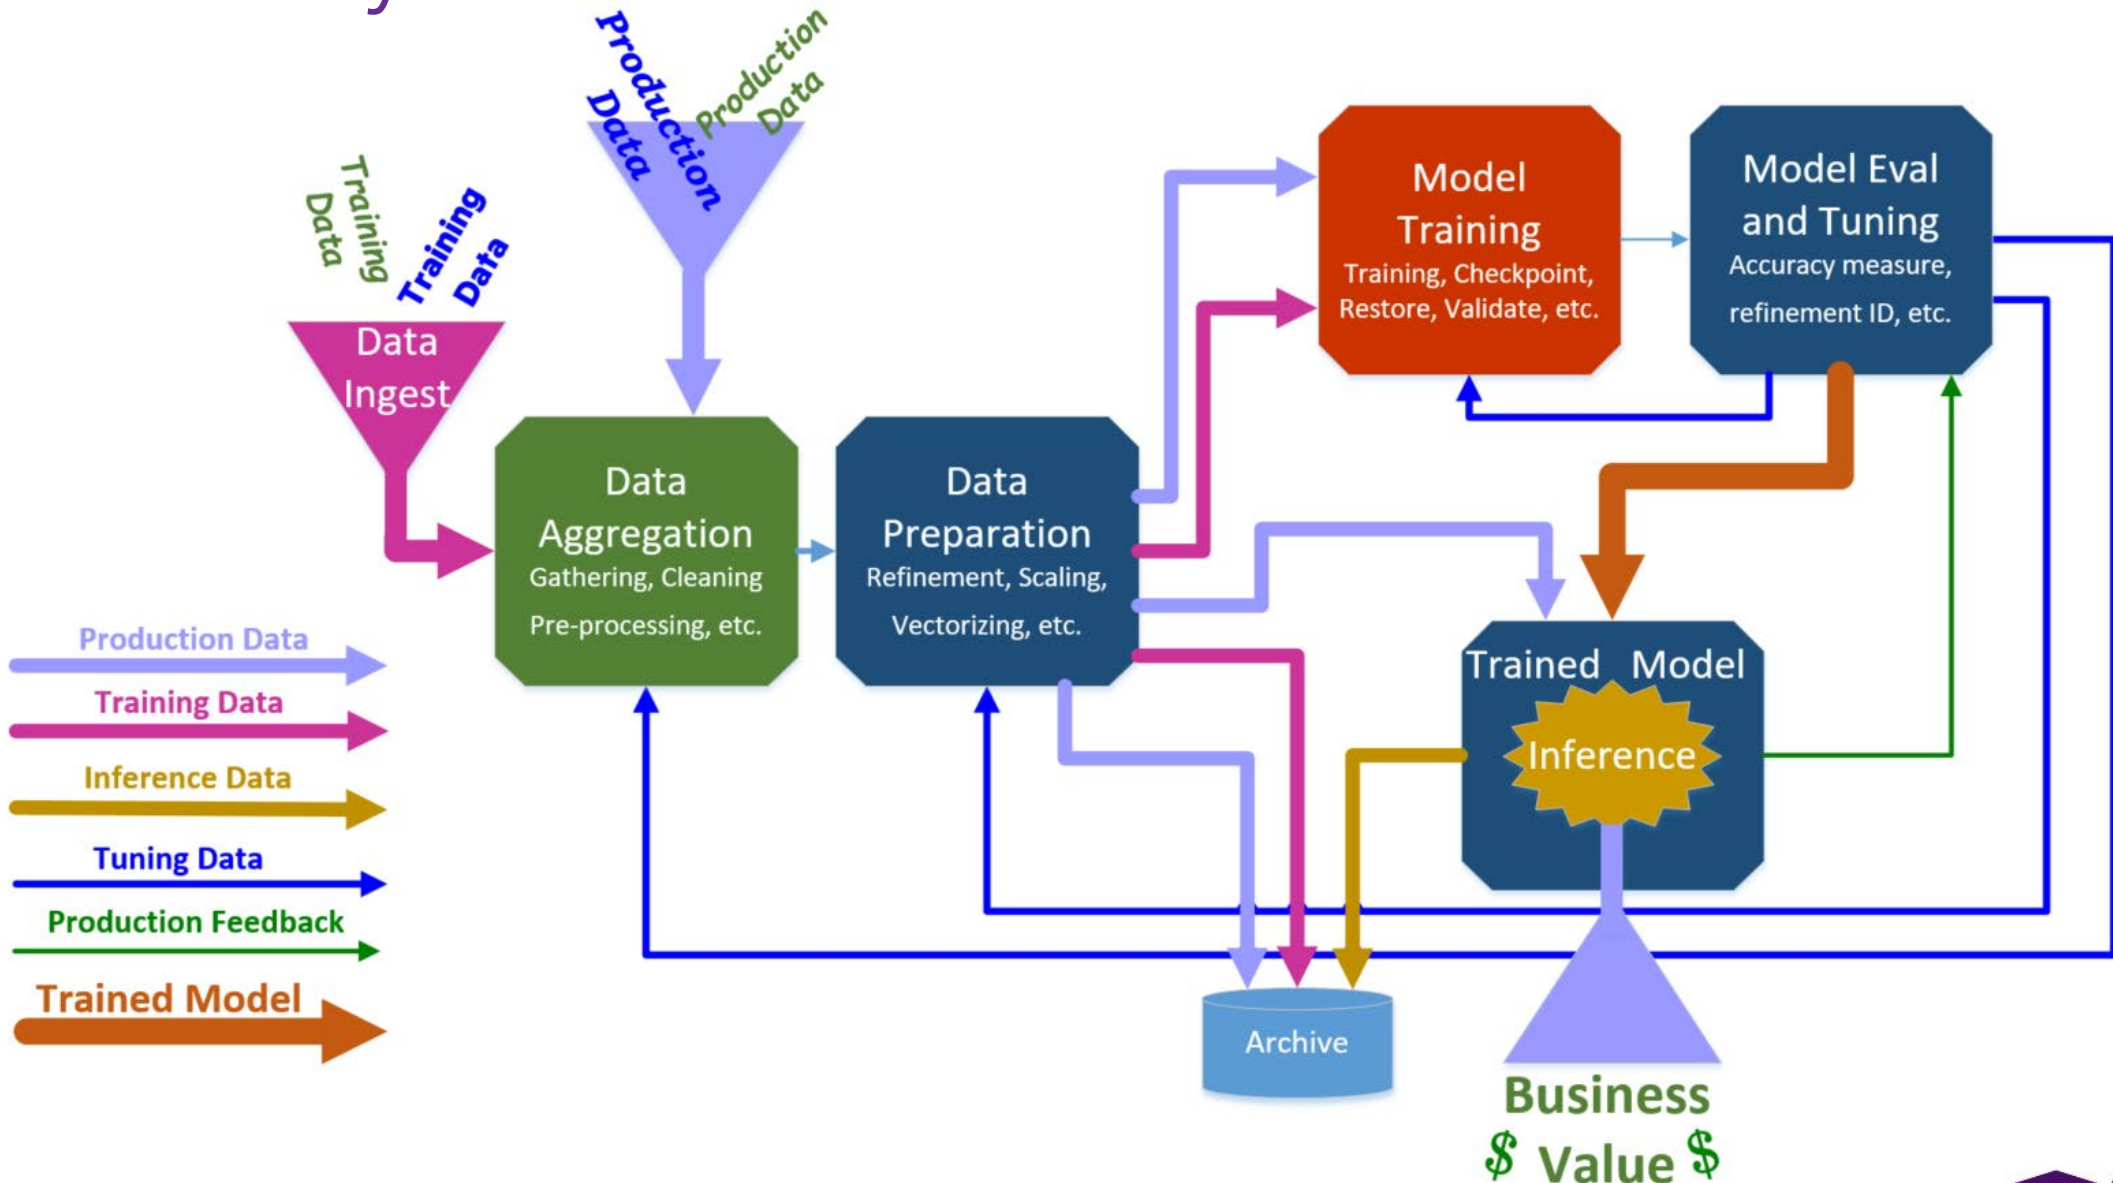 Production
Data
Production
Data
Training
Data
Training
Data
Data
Ingest
Model
Training
Training, Checkpoint,
Restore, Validate, etc.
Model Eval
and Tuning
Accuracy measure,
refinement ID, etc.
Data
Aggregation
Gathering, Cleaning
Pre-processing, etc.
Data
Preparation
Refinement, Scaling,
Vectorizing, etc.
Trained Model
Inference
Production Data
Training Data
Inference Data
Tuning Data
Production Feedback
Trained Model
Archive
Business
$ Value $